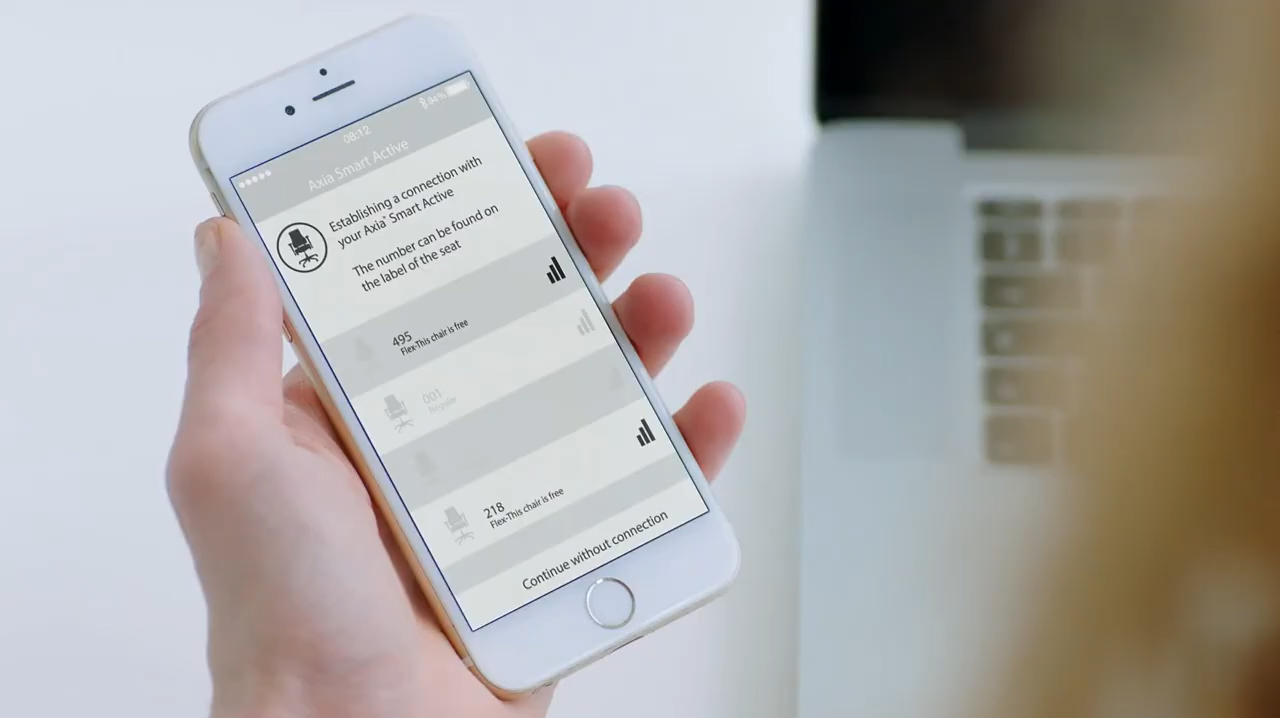 94%
08:12
Axia Smart Active
Establishing a connection with
your Axia® Smart Active
The number can be found on
the label of the seat
495
Flex-This chair is free
001
218
Flex-This chair is free
Continue without connection